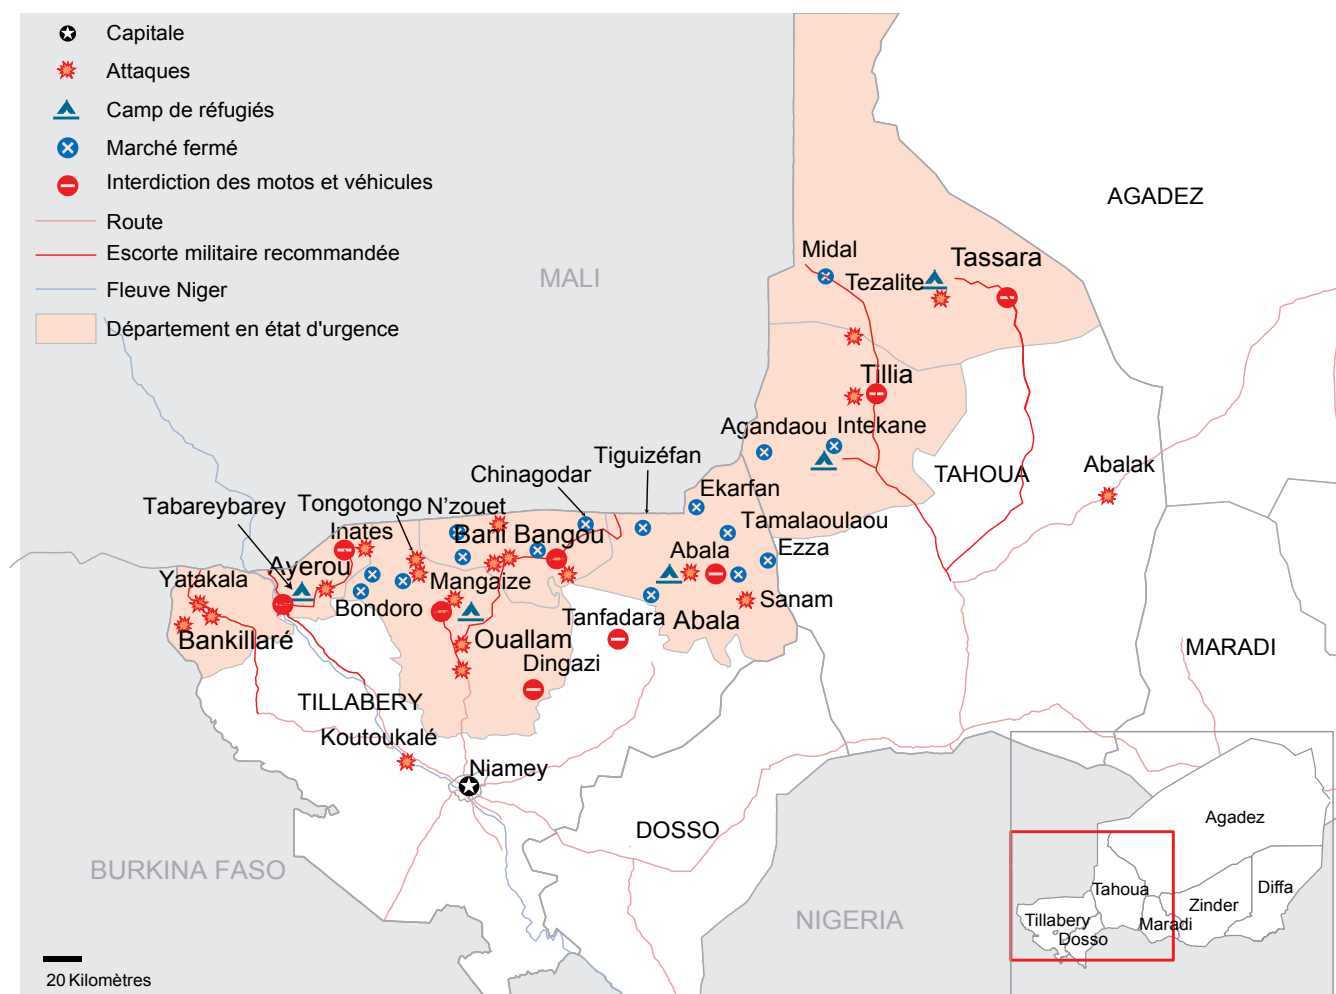 Capitale
Attaques
Camp de réfugiés
Marché fermé
Interdiction des motos et véhicules
Route
Escorte militaire recommandée
Fleuve Niger
Département en état d'urgence
MALI
AGADEZ
Midal
Tassara
Tezalite
Tillia
Agandaou
Intekane
Tiguizéfan
Chinagodar
TAHOUA
Abalak
Ekarfan
Tabareybarey
Tongotongo
N'zouet
Inates
Bani Bangou
Tamalaoulaou
Abala
Ezza
Ayerou
Yatakala
Mangaize
Bondoro
Sanam
Tanfadara
Abala
Bankillaré
Ouallam
Dingazi
MARADI
TILLABERY
Koutoukalé
Niamey
DOSSO
BURKINA FASO
NIGERIA
Agadez
Tahoua
Diffa
Zinder
Tillabery
Maradi
Dosso
20 Kilomètres